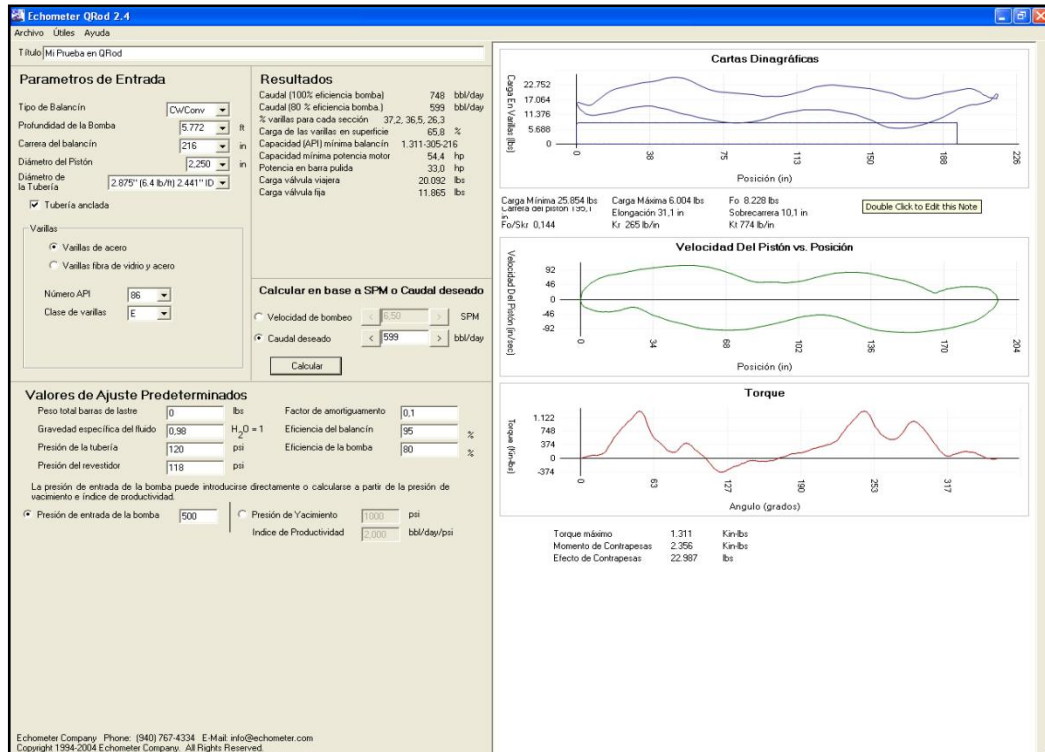 Echometer QRod 2.4
Archivo Útiles Ayuda
Título Mi Prueba en QRod
Parametros de Entrada
Tipo de Balancín CWConv
Profundidad de la Bomba 5.772 ft
Carrera del balancín 216 in
Diámetro del Pistón 2,250 in
Diámetro de
la Tubería 2.875" (6.4 lb/ft) 2.441" ID
Tubería anclada
Varillas
Varillas de acero
Varillas fibra de vidrio y acero
Número API 86
Clase de varillas E
Resultados
Caudal (100% eficiencia bomba) 748 bbl/day
Caudal (80 % eficiencia bomba.) 599 bbl/day
% varillas para cada sección 37,2, 36,5, 26,3
Carga de las varillas en superficie 65,8 %
Capacidad (API) mínima balancín 1.311-305-216
Capacidad mínima potencia motor 54,4 hp
Potencia en barra pulida 33,0 hp
Carga válvula viajera 20.092 lbs
Carga válvula fija 11.865 lbs
Calcular en base a SPM o Caudal deseado
Velocidad de bombeo < 6,50 > SPM
Caudal deseado < 599 > bbl/day
Calcular
Valores de Ajuste Predeterminados
Peso total barras de lastre 0 lbs
Gravedad específica del fluido 0,98 H2O = 1
Presión de la tubería 120 psi
Presión del revestidor 118 psi
Factor de amortiguamento 0,1
Eficiencia del balancín 95 %
Eficiencia de la bomba 80 %
La presión de entrada de la bomba puede introducirse directamente o calcularse a partir de la presión de
yacimiento e índice de productividad.
Presión de entrada de la bomba 500
Presión de Yacimiento 1000 psi
Indice de Productividad 2,000 bbl/day/psi
Echometer Company Phone: (940) 767-4334 E-Mail: info@echometer.com
Copyright 1994-2004 Echometer Company. All Rights Reserved.
Cartas Dinagráficas
Carga En Varillas (lbs)
22.752
17.064
11.376
5.688
0
0 38 75 113 150 188 226
Posición (in)
Carga Mínima 25.854 lbs Carga Máxima 6.004 lbs Fo 8.228 lbs
Carrera del pistón 195,1
Elongación 31,1 in Sobrecarrera 10,1 in
Fo/Skr 0,144 Kr 265 lb/in Kt 774 lb/in
Double Click to Edit this Note
Velocidad Del Pistón vs. Posición
Velocidad Del Pistón (in/sec)
92
46
0
-46
-92
0 34 68 102 136 170 204
Posición (in)
Torque
Torque (Kin-lbs)
1.122
748
374
0
-374
0 63 127 190 253 317
Angulo (grados)
Torque máximo 1.311 Kin-lbs
Momento de Contrapesas 2.356 Kin-lbs
Efecto de Contrapesas 22.987 lbs